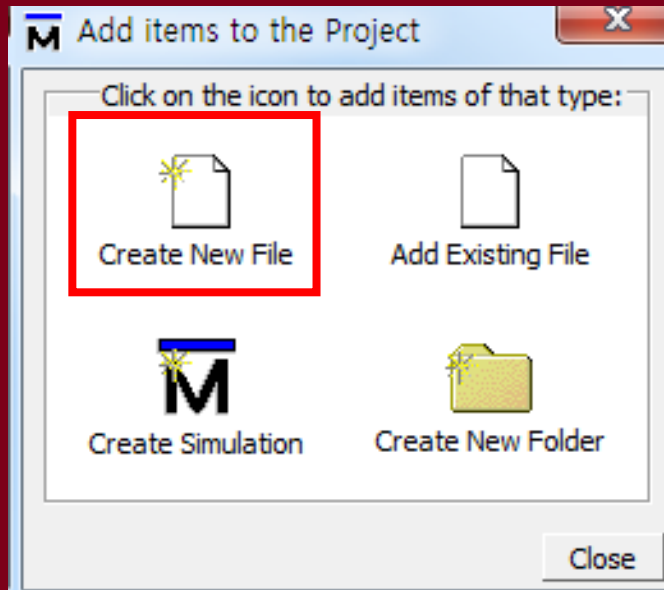 M Add items to the Project
X
Click on the icon to add items of that type:
Create New File
Add Existing File
M
Create Simulation
Create New Folder
Close